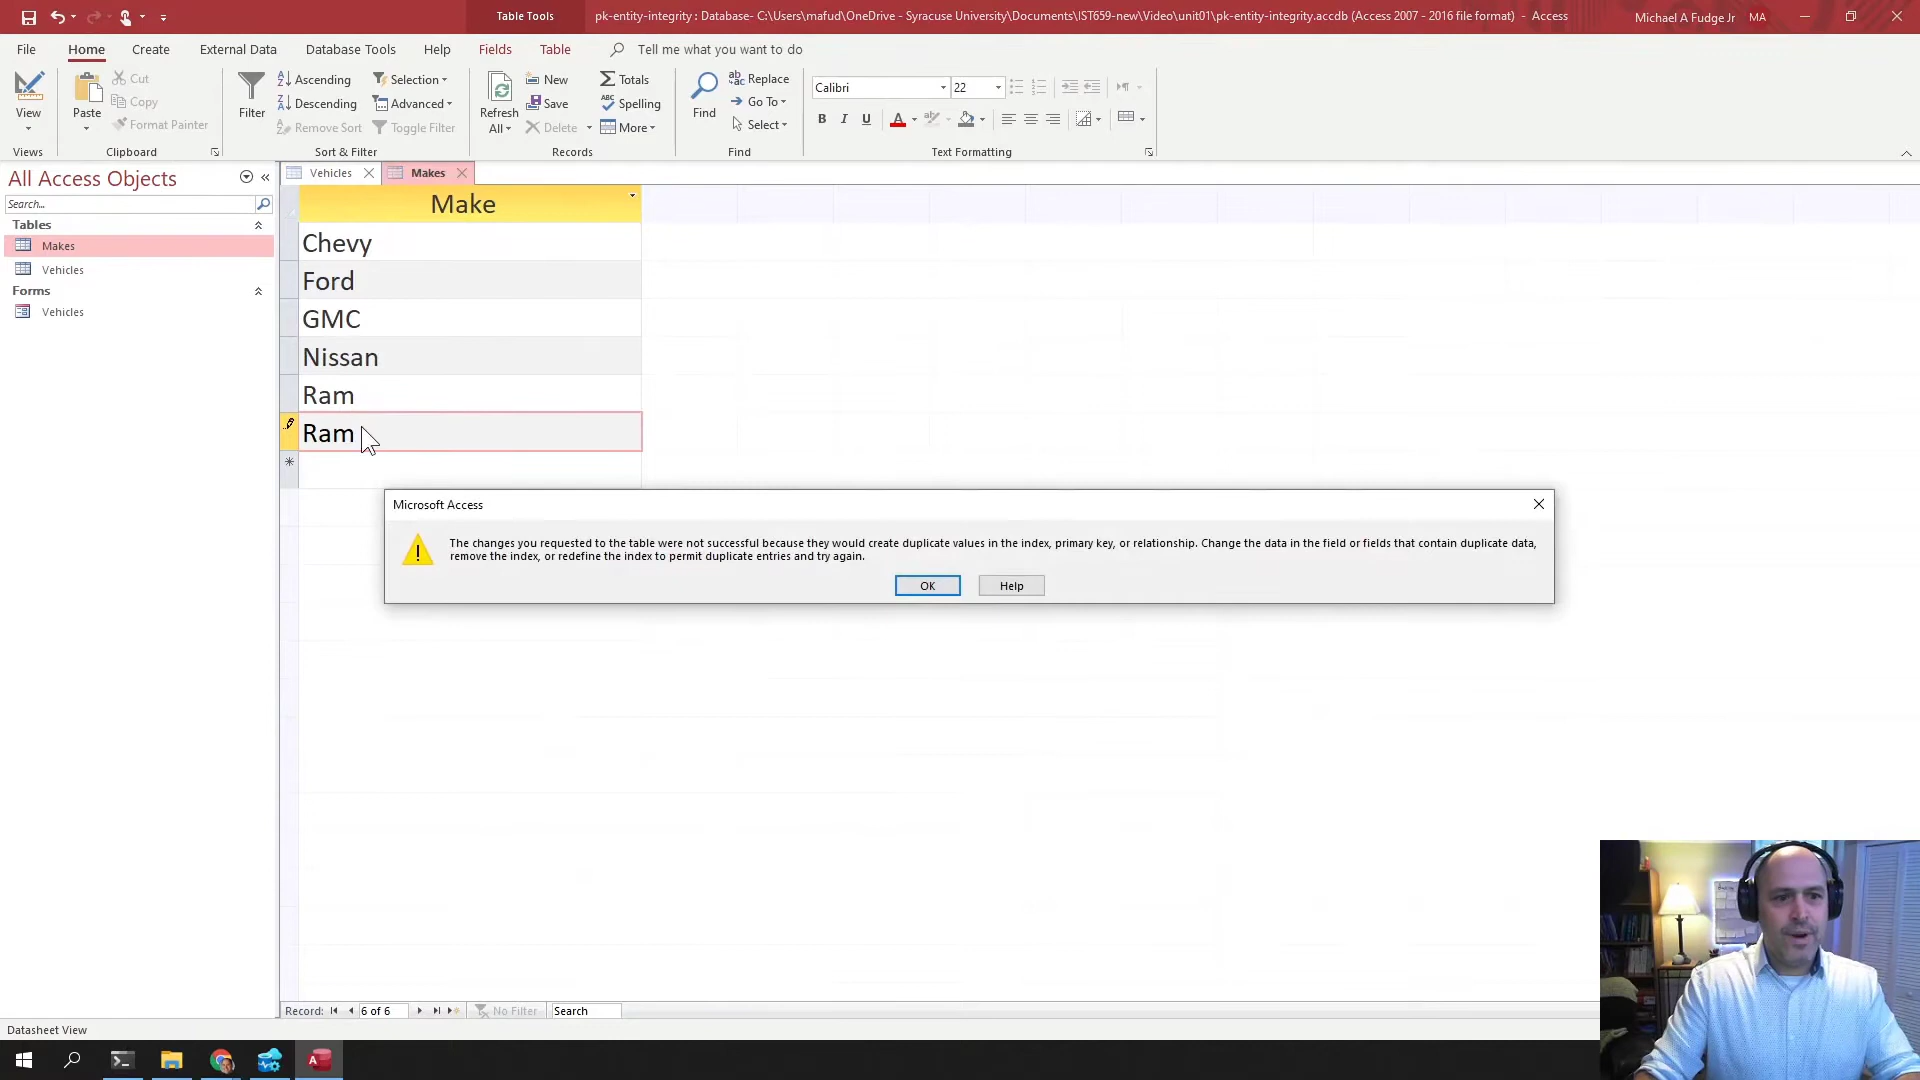 Table Tools
pk-entity-integrity : Database- C:\Users\mafud\OneDrive - Syracuse University\Documents\IST659-new\Video\unit01\pk-entity-integrity.accdb (Access 2007 - 2016 file format) - Access
Michael A Fudge Jr
MA
File
Home
Create
External Data
Database Tools
Help
Fields
Table
Tell me what you want to do
View
Views
Paste
Cut
Copy
Format Painter
Clipboard
Filter
Ascending
Descending
Remove Sort
Selection
Advanced
Toggle Filter
Sort & Filter
Refresh
All
New
Save
Delete
Totals
Spelling
More
Records
Find
Replace
Go To
Select
Find
Calibri
22
B I U
Text Formatting
All Access Objects
Search...
Tables
Makes
Vehicles
Forms
Vehicles
Vehicles
Makes
Make
Chevy
Ford
GMC
Nissan
Ram
Ram
Microsoft Access
The changes you requested to the table were not successful because they would create duplicate values in the index, primary key, or relationship. Change the data in the field or fields that contain duplicate data,
remove the index, or redefine the index to permit duplicate entries and try again.
OK
Help
Record:
6 of 6
No Filter
Search
Datasheet View